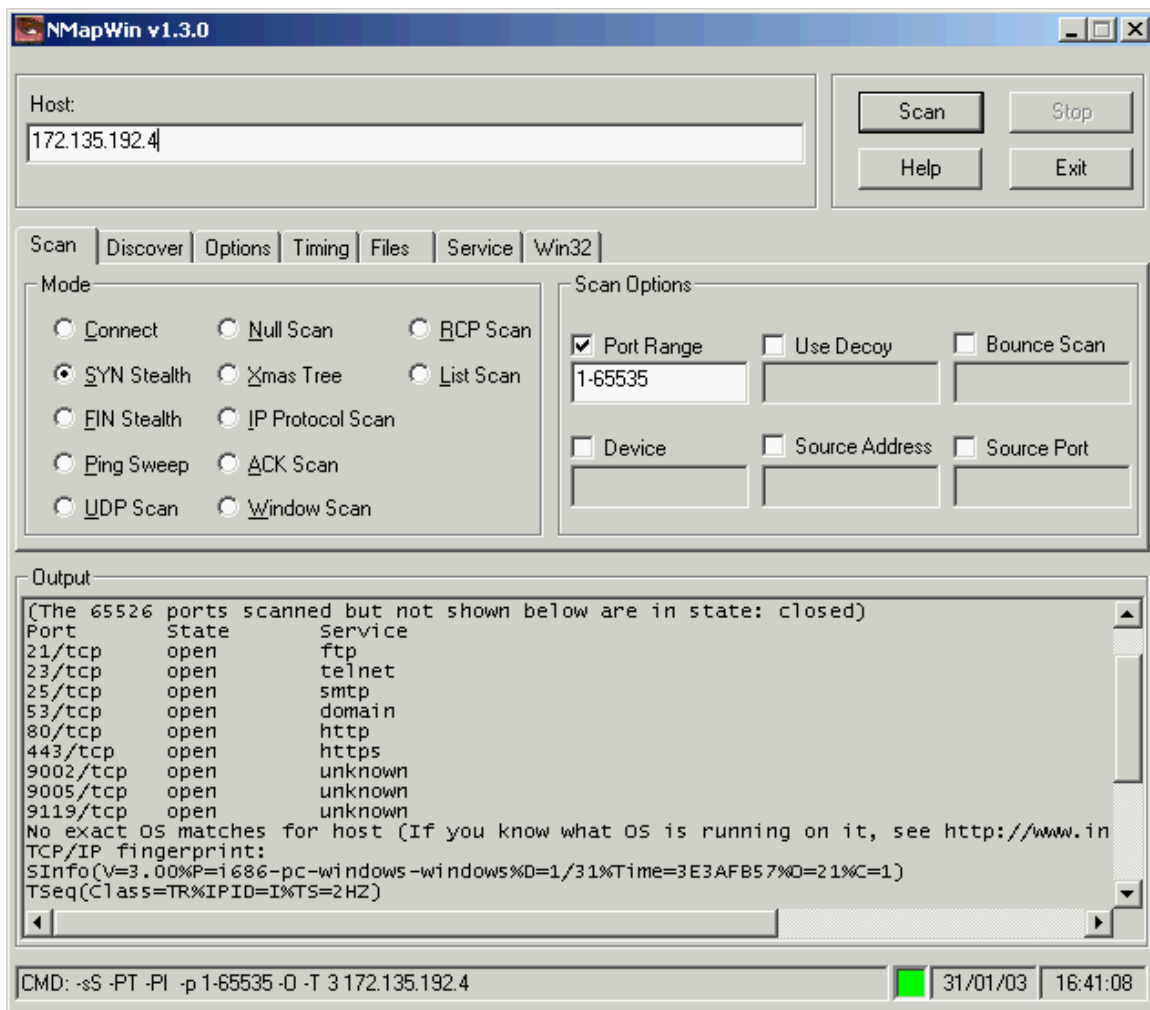 NMapWin v1.3.0
Host:
172.135.192.4
Scan
Stop
Help
Exit
Scan Discover Options Timing Files Service Win32
Mode
Connect Null Scan RCP Scan
SYN Stealth Xmas Tree List Scan
FIN Stealth IP Protocol Scan
Ping Sweep ACK Scan
UDP Scan Window Scan
Scan Options
Port Range Use Decoy Bounce Scan
1-65535
Device Source Address Source Port
Output
(The 65526 ports scanned but not shown below are in state: closed)
Port State Service
21/tcp open ftp
23/tcp open telnet
25/tcp open smtp
53/tcp open domain
80/tcp open http
443/tcp open https
9002/tcp open unknown
9005/tcp open unknown
9119/tcp open unknown
No exact OS matches for host (If you know what OS is running on it, see http://www.in
TCP/IP fingerprint:
SInfo(V=3.00%P=i686-pc-windows-windows%D=1/31%Time=3E3AFB57%O=21%C=1)
TSeq(Class=TR%IPID=I%TS=2HZ)
CMD: -sS -PT -PI -p 1-65535 -O -T 3 172.135.192.4
31/01/03 16:41:08